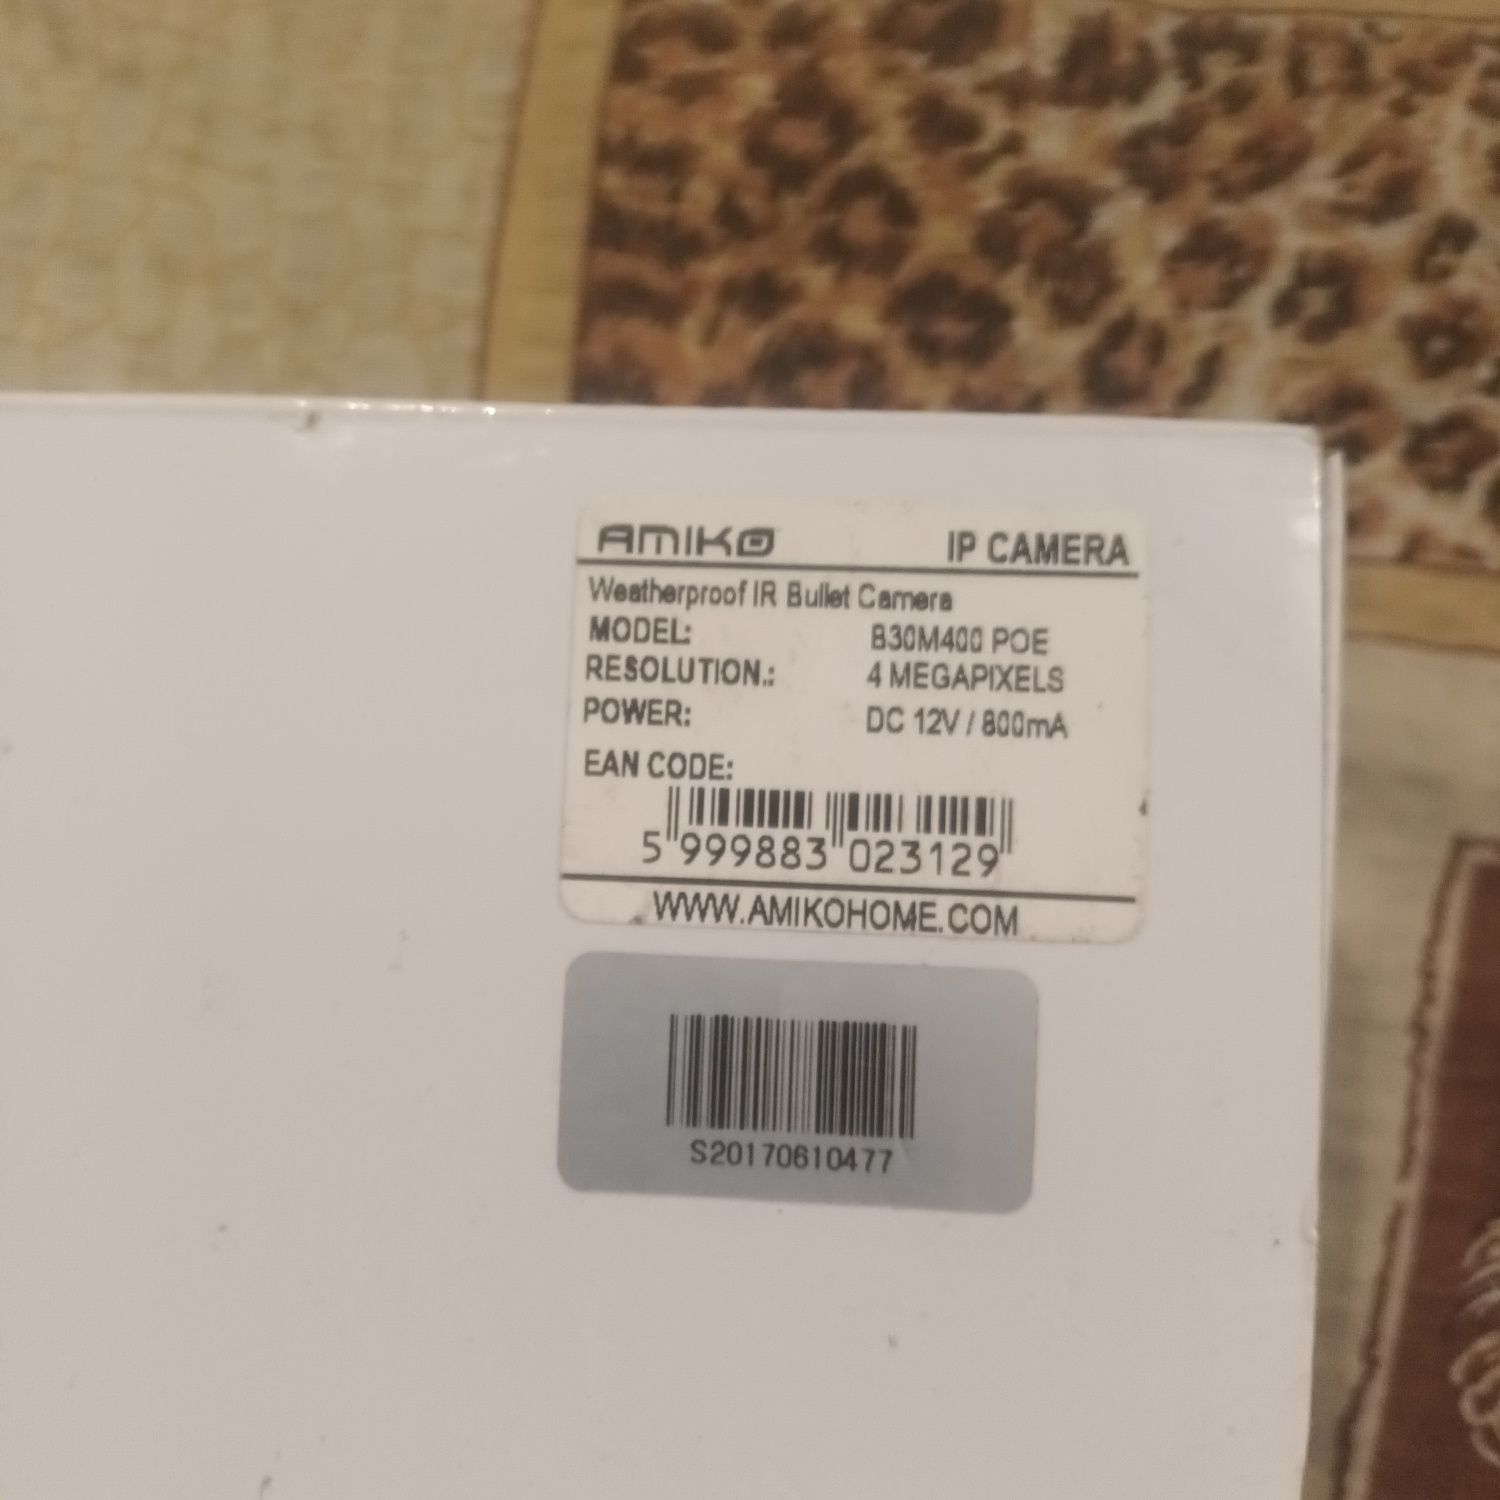 AMIKO IP CAMERA
Weatherproof IR Bullet Camera
MODEL: B30M400 POE
RESOLUTION.: 4 MEGAPIXELS
POWER: DC 12V / 800mA
EAN CODE:
5 999883 023129
WWW.AMIKOHOME.COM
S20170610477